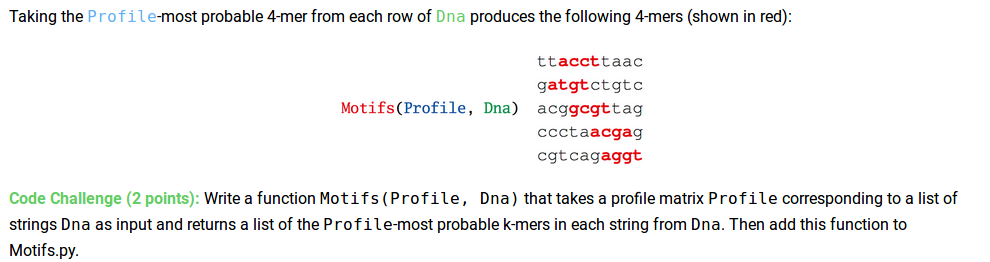 Taking the Profile-most probable 4-mer from each row of Dna produces the following 4-mers (shown in red):
ttaccttaac
gatgtctgtc
Motifs(Profile, Dna) acggcgttag
ccctaacgag
cgtcagaggt
Code Challenge (2 points): Write a function Motifs(Profile, Dna) that takes a profile matrix Profile corresponding to a list of
strings Dna as input and returns a list of the Profile-most probable k-mers in each string from Dna. Then add this function to
Motifs.py.